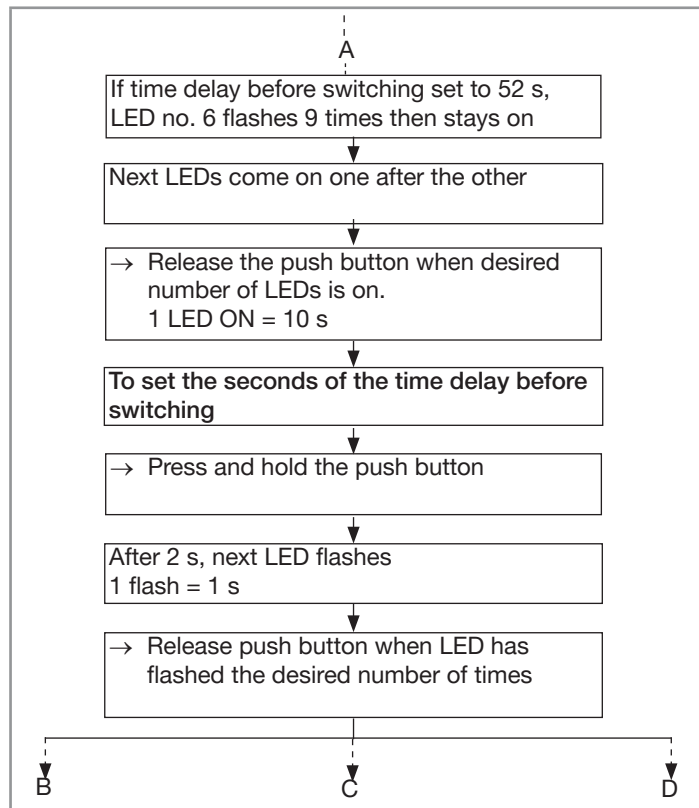 A
If time delay before switching set to 52 s,
LED no. 6 flashes 9 times then stays on
Next LEDs come on one after the other
→ Release the push button when desired
number of LEDs is on.
1 LED ON = 10 s
To set the seconds of the time delay before
switching
→ Press and hold the push button
After 2 s, next LED flashes
1 flash = 1 s
→ Release push button when LED has
flashed the desired number of times
B
C
D